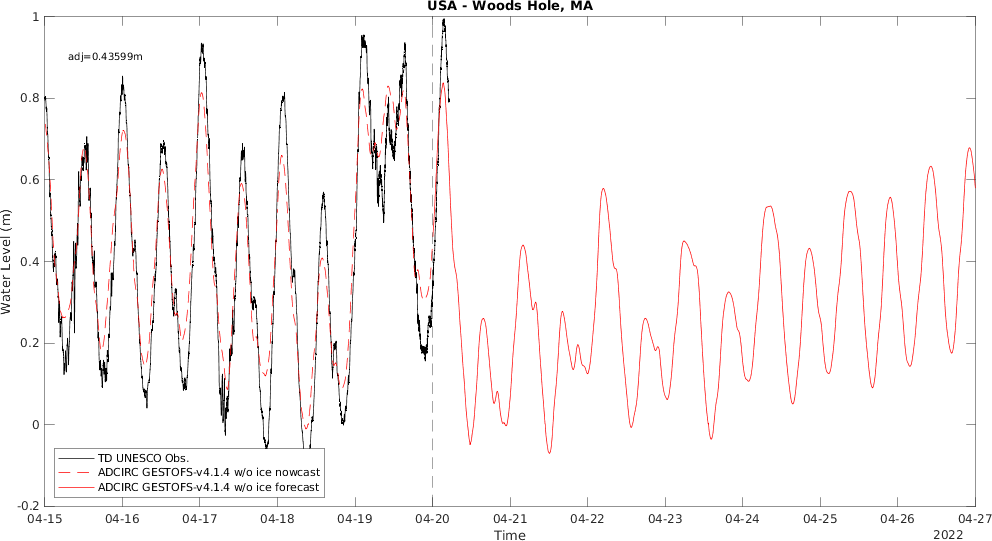 USA - Woods Hole, MA
adj=0.43599m
Water Level (m)
1
0.8
0.6
0.4
0.2
0
-0.2
TD UNESCO Obs.
ADCIRC GESTOFS-v4.1.4 w/o ice nowcast
ADCIRC GESTOFS-v4.1.4 w/o ice forecast
04-15 04-16 04-17 04-18 04-19 04-20 04-21 04-22 04-23 04-24 04-25 04-26 04-27
Time
2022